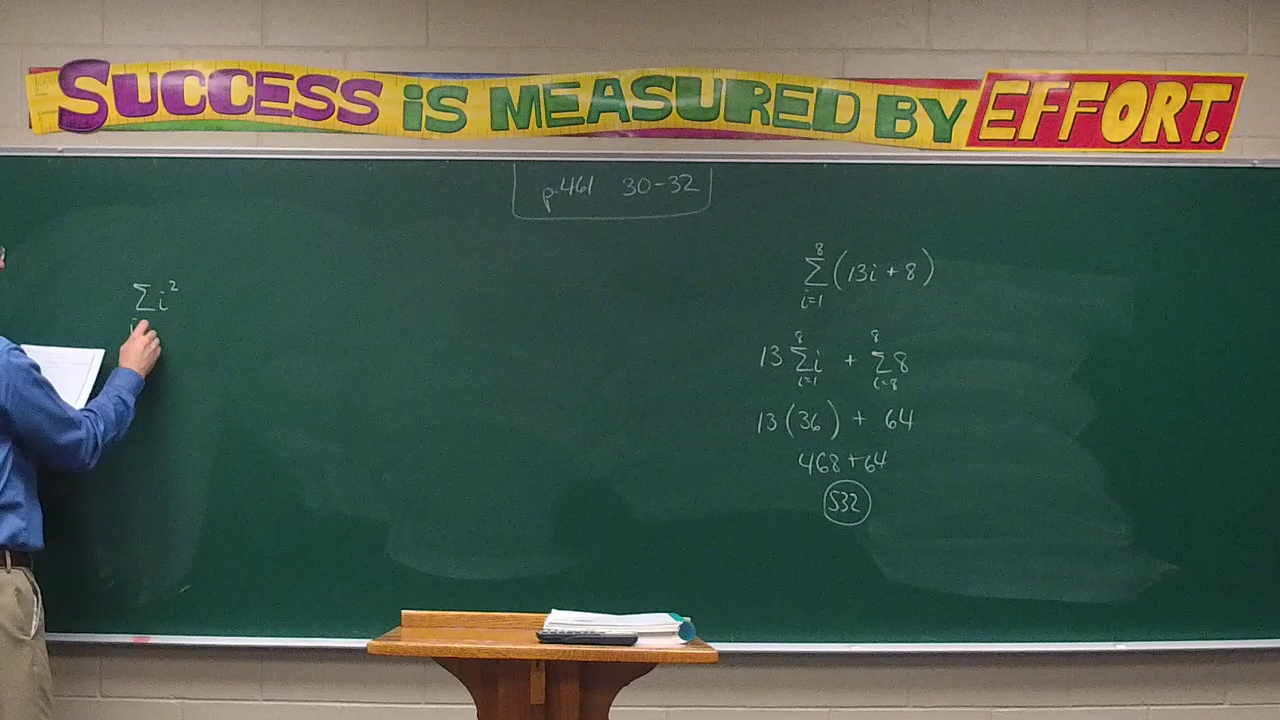 SUCCESS iS MEASURED BY EFFORT.
p.461 30-32
∑i²
8
∑(13i+8)
i=1
8 8
13∑i + ∑8
i=1 i=8
13(36) + 64
468+64
532